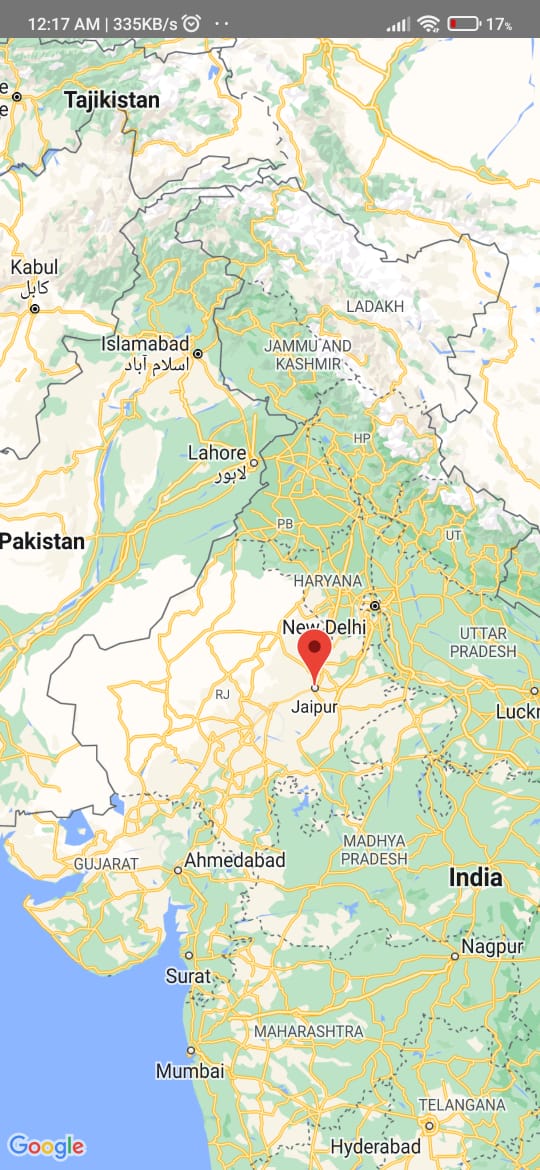 12:17 AM | 335KB/s
17%
Tajikistan
Kabul
کابل
LADAKH
Islamabad
اسلام آباد
JAMMU AND
KASHMIR
HP
Lahore
لاہور
PB
UT
Pakistan
HARYANA
New Delhi
UTTAR
PRADESH
RJ
Jaipur
Luckn
MADHYA
PRADESH
GUJARAT
Ahmedabad
India
Nagpur
Surat
MAHARASHTRA
Mumbai
TELANGANA
Hyderabad
Google